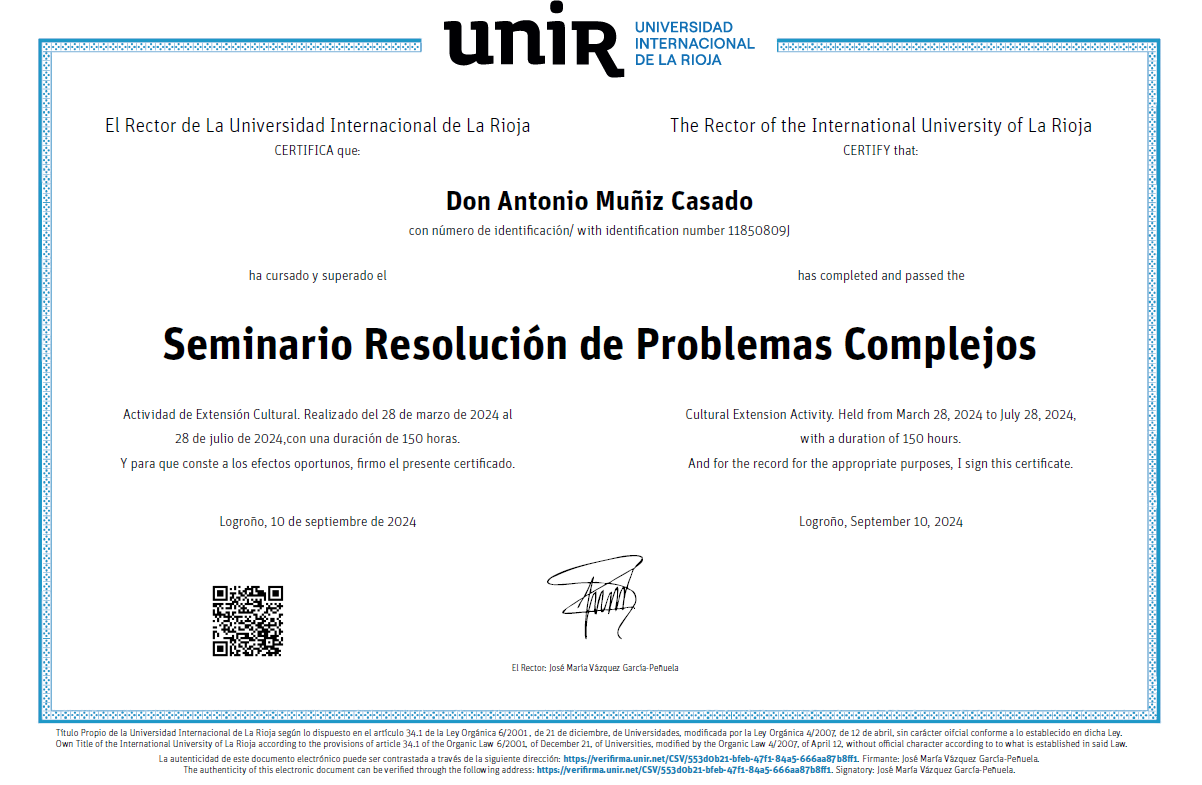 unir UNIVERSIDAD
INTERNACIONAL
DE LA RIOJA
El Rector de La Universidad Internacional de La Rioja
CERTIFICA que:
The Rector of the International University of La Rioja
CERTIFY that:
Don Antonio Muñiz Casado
con número de identificación/ with identification number 11850809J
ha cursado y superado el
has completed and passed the
Seminario Resolución de Problemas Complejos
Actividad de Extensión Cultural. Realizado del 28 de marzo de 2024 al
28 de julio de 2024,con una duración de 150 horas.
Y para que conste a los efectos oportunos, firmo el presente certificado.
Cultural Extension Activity. Held from March 28, 2024 to July 28, 2024,
with a duration of 150 hours.
And for the record for the appropriate purposes, I sign this certificate.
Logroño, 10 de septiembre de 2024
Logroño, September 10, 2024
El Rector: José María Vázquez García-Peñuela
Título Propio de la Universidad Internacional de La Rioja según lo dispuesto en el artículo 34.1 de la Ley Orgánica 6/2001 , de 21 de diciembre, de Universidades, modificada por la Ley Orgánica 4/2007, de 12 de abril, sin carácter oircial conforme a lo establecido en dicha Ley.
Own Title of the International University of La Rioja according to the provisions of article 34.1 of the Organic Law 6/2001, of December 21, of Universities, modified by the Organic Law 4/2007, of April 12, without official character according to to what is established in said Law.
La autenticidad de este documento electrónico puede ser contrastada a través de la siguiente dirección: https://verifirma.unir.net/CSV/553d0b21-bfeb-47f1-84a5-666aa87b8ff1. Firmante: José María Vázquez García-Peñuela.
The authenticity of this electronic document can be verified through the following address: https://verifirma.unir.net/CSV/553d0b21-bfeb-47f1-84a5-666aa87b8ff1. Signatory: José María Vázquez García-Peñuela.